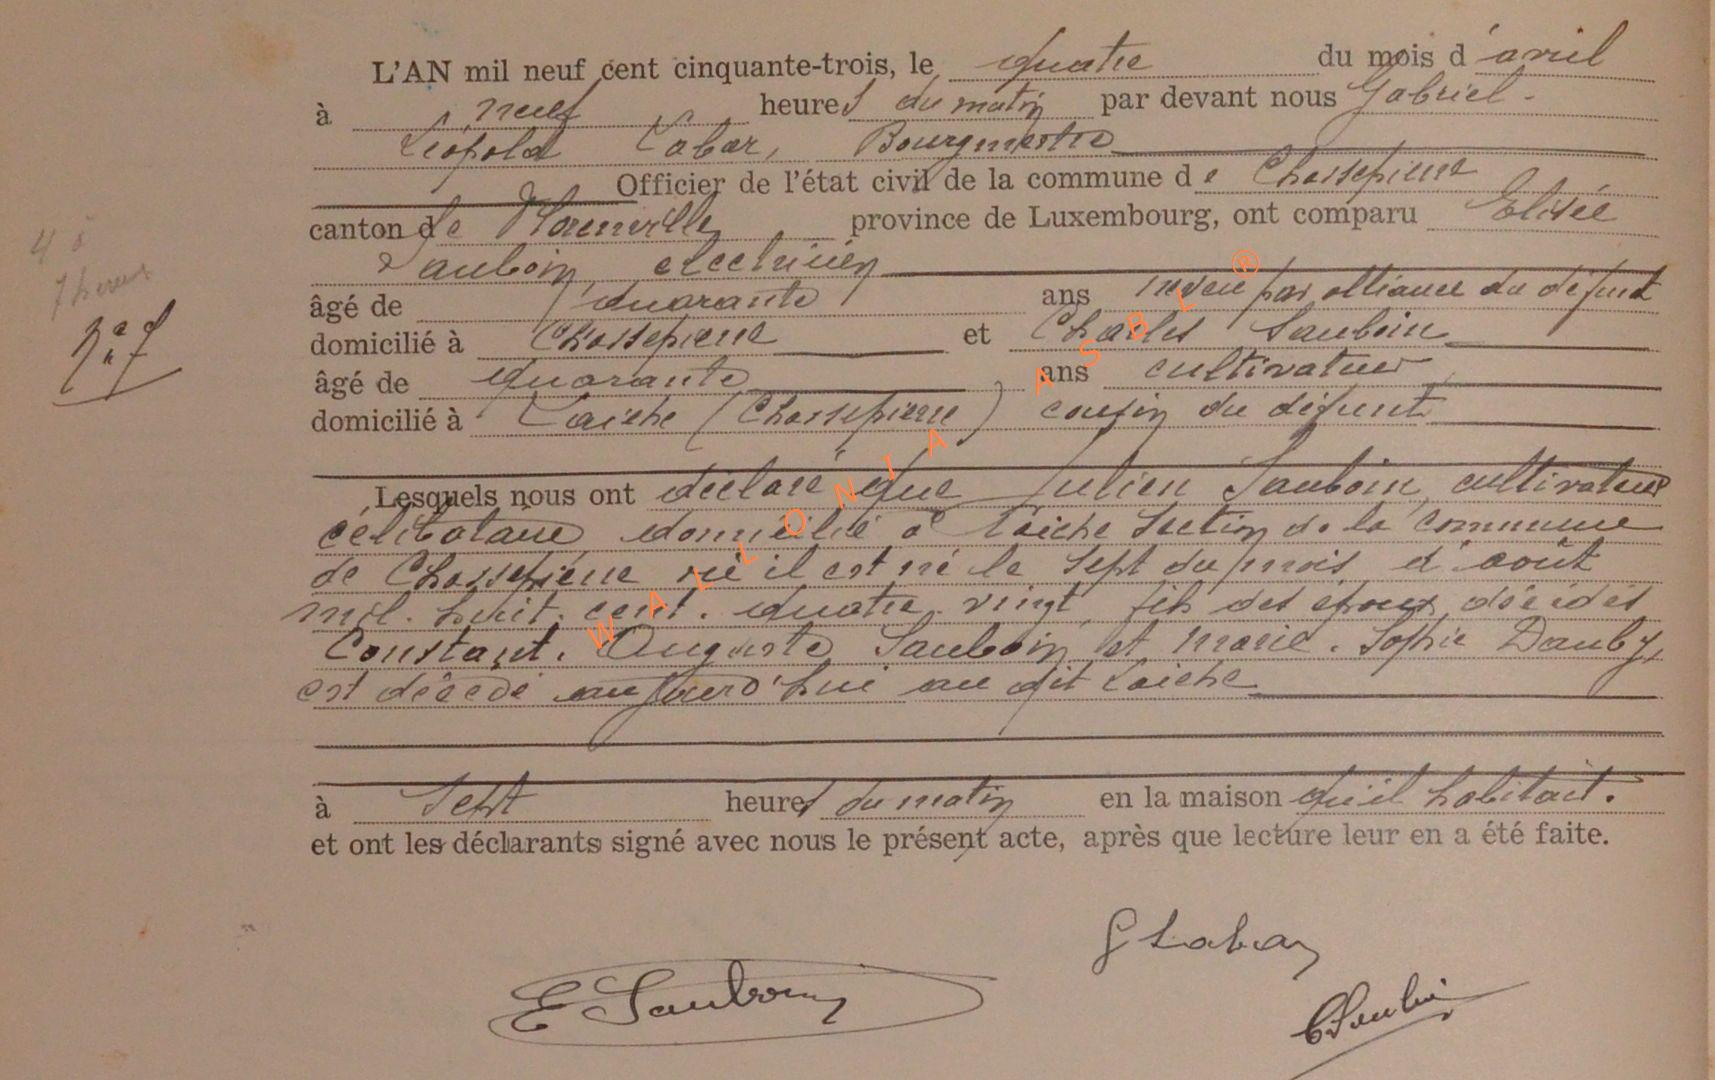 L'AN mil neuf cent cinquante-trois, le quatre du mois d'avril
à neuf heures du matin par devant nous Gabriel-
Léopold Labar, Bourgmestre
Officier de l'état civil de la commune de Chassepierre
canton de Florenville province de Luxembourg, ont comparu Elisée
Sauboin, électricien
âgé de quarante ans neveu par alliance du défunt
domicilié à Chassepierre et Charles Sauboin
âgé de quarante ans cultivateur
domicilié à Laiche (Chassepierre) cousin du défunt
Lesquels nous ont déclaré que Julien Sauboin, cultivateur
célibataire, domicilié à Laiche section de la commune
de Chassepierre où il est né le sept du mois d'août
mil. huit. cent. quatre. vingt, fils des époux décédés
Constant. Auguste Sauboin et Marie. Sophie Dauby,
est décédé aujourd'hui au dit Laiche
à sept heures du matin en la maison qu'il habitait.
et ont les déclarants signé avec nous le présent acte, après que lecture leur en a été faite.
4 à
7 heures
N° 7
G Labar
E Sauboin
C Sauboin
WALLONIA ASBL ®